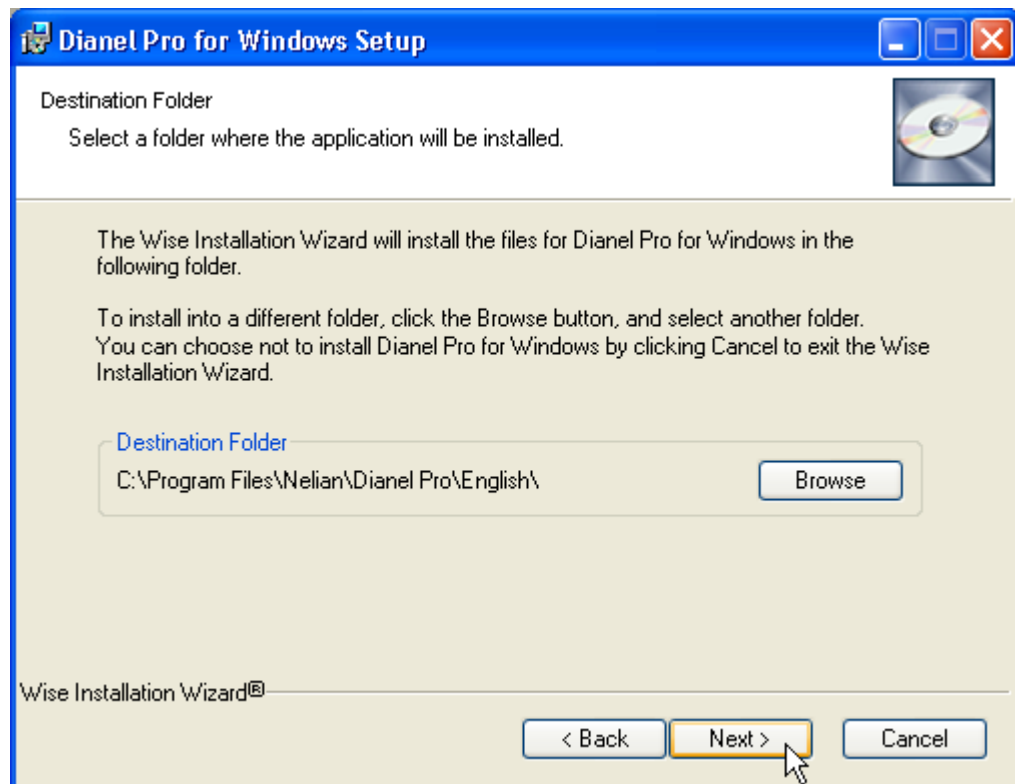 Dianel Pro for Windows Setup
Destination Folder
Select a folder where the application will be installed.
The Wise Installation Wizard will install the files for Dianel Pro for Windows in the
following folder.
To install into a different folder, click the Browse button, and select another folder.
You can choose not to install Dianel Pro for Windows by clicking Cancel to exit the Wise
Installation Wizard.
Destination Folder
C:\Program Files\Nelian\Dianel Pro\English\ Browse
Wise Installation Wizard®
< Back Next > Cancel